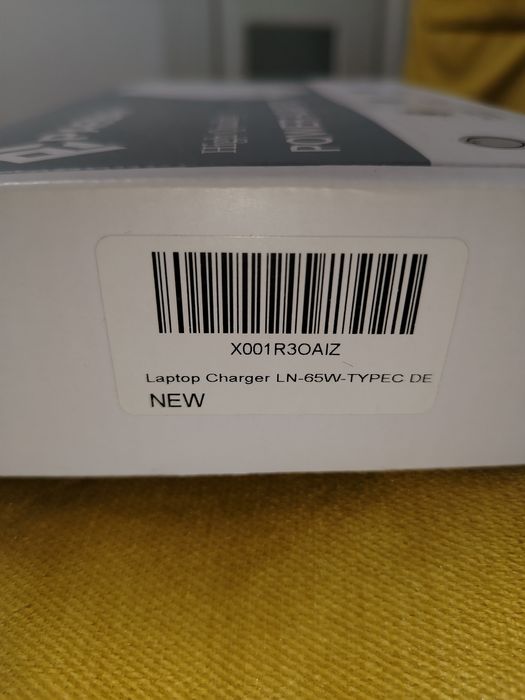 X001R3OAIZ
Laptop Charger LN-65W-TYPEC DE
NEW